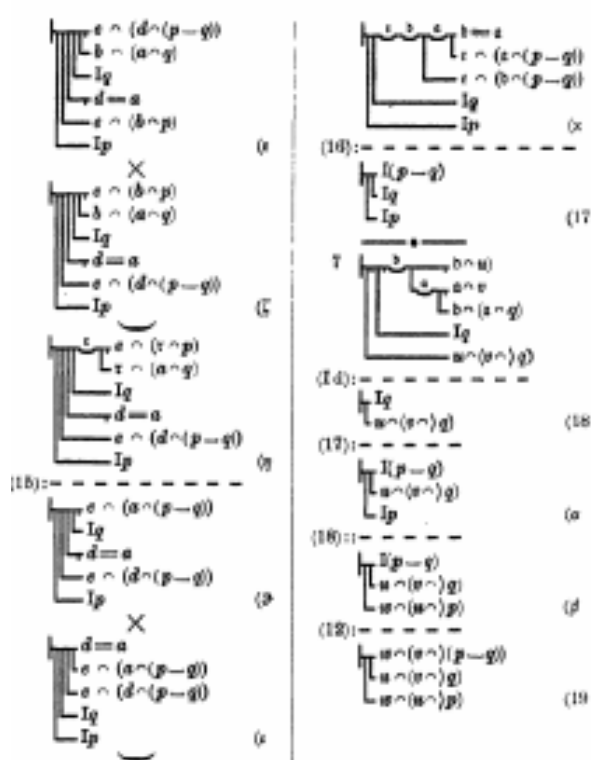 e ⌢ (d⌢(p—q))
b ⌢ (a⌢q)
Iq
d=a
e ⌢ (b⌢p)
Ip (ε
×
e ⌢ (b⌢p)
b ⌢ (a⌢q)
Iq
d=a
e ⌢ (d⌢(p—q))
Ip (ζ
r
e ⌢ (r⌢p)
r ⌢ (a⌢q)
Iq
d=a
e ⌢ (d⌢(p—q))
Ip (η
(15): – – – – – – – –
e ⌢ (a⌢(p—q))
Iq
d=a
e ⌢ (d⌢(p—q))
Ip (ϑ
×
d=a
e ⌢ (a⌢(p—q))
e ⌢ (d⌢(p—q))
Iq
Ip (ι
e b a b=a
e ⌢ (a⌢(p—q))
e ⌢ (b⌢(p—q))
Iq
Ip (κ
(16): – – – – – – – –
I(p—q)
Iq
Ip (17
7 b b⌢u)
a a⌢v
b⌢(a⌢q)
Iq
u⌢(v⌢)q)
(Id): – – – – – – – –
Iq
u⌢(v⌢)q) (18
(17): – – – – –
I(p—q)
u⌢(v⌢)q)
Ip (α
(18):: – – – – –
I(p—q)
u⌢(v⌢)q)
w⌢(u⌢)p) (β
(12): – – – – –
w⌢(v⌢)(p—q))
u⌢(v⌢)q)
w⌢(u⌢)p) (19